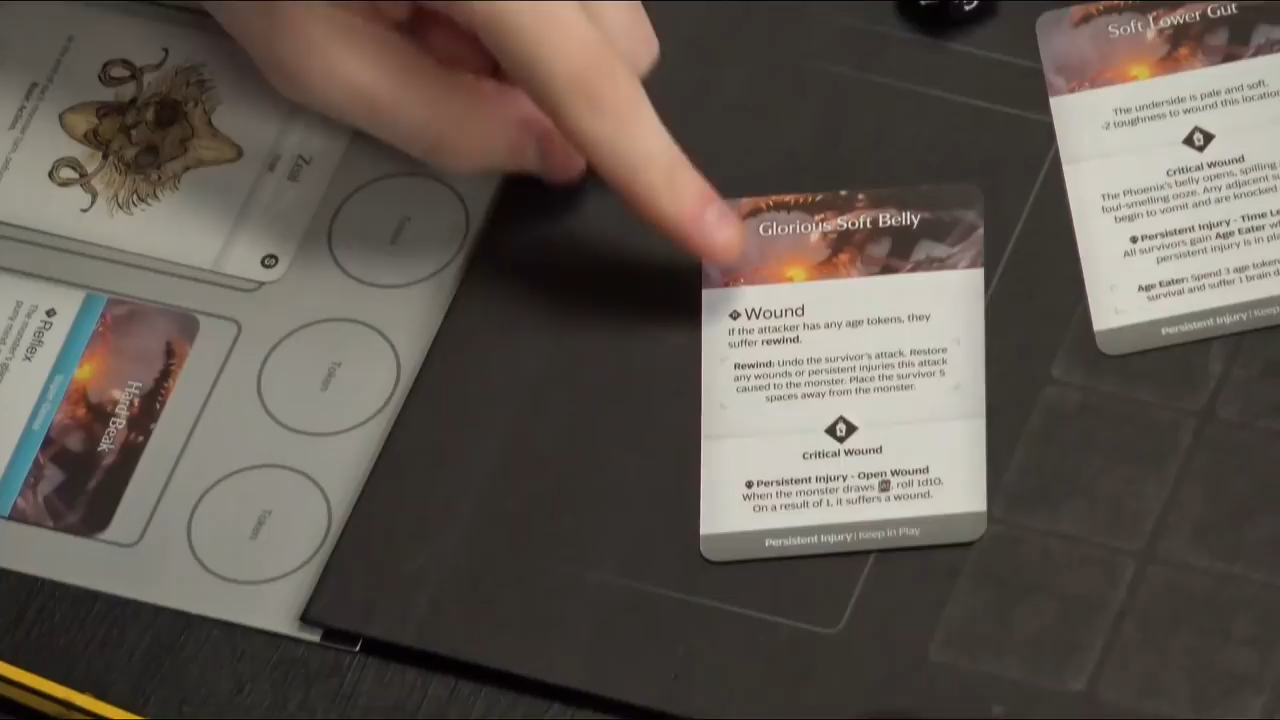 Soft Lower Gut
The underside is pale and soft.
-2 toughness to wound this location
Critical Wound
The Phoenix's belly opens, spilling
foul-smelling ooze. Any adjacent
begin to vomit and are knocked
Persistent Injury - Time
All survivors gain Age Eater
persistent injury is in
Age Eater: Spend 3 age
survival and suffer 1 brain
Persistent Injury | Keep
Glorious Soft Belly
Wound
If the attacker has any age tokens, they
suffer rewind.
Rewind: Undo the survivor's attack. Restore
any wounds or persistent injuries this attack
caused to the monster. Place the survivor 5
spaces away from the monster.
Critical Wound
Persistent Injury - Open Wound
When the monster draws , roll 1d10.
On a result of 1, it suffers a wound.
Persistent Injury | Keep in Play
Zeal
S
Token
Token
Token
Hard Beak
Reflex